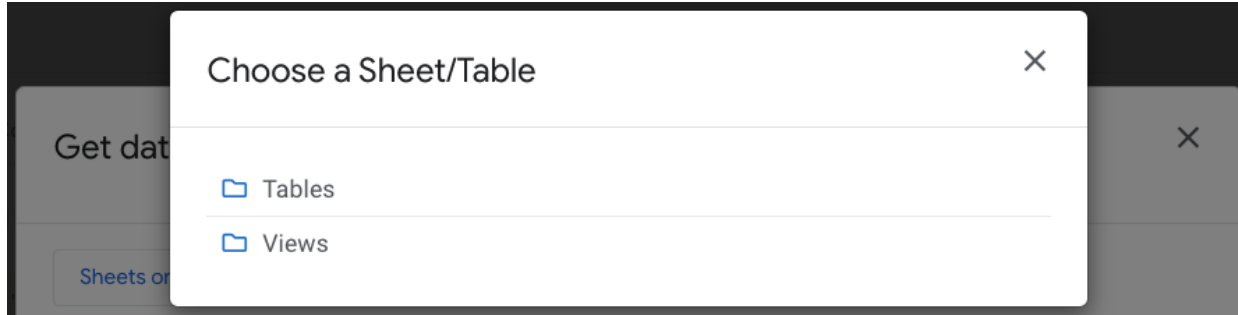 Choose a Sheet/Table
Get dat
Tables
Views
Sheets or